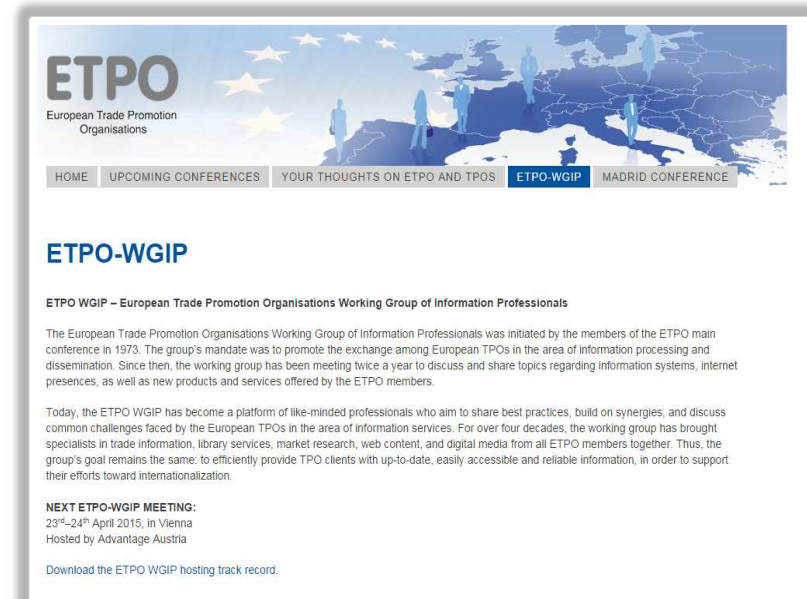 ETPO
European Trade Promotion
Organisations
HOME UPCOMING CONFERENCES YOUR THOUGHTS ON ETPO AND TPOS ETPO-WGIP MADRID CONFERENCE
ETPO-WGIP
ETPO WGIP – European Trade Promotion Organisations Working Group of Information Professionals
The European Trade Promotion Organisations Working Group of Information Professionals was initiated by the members of the ETPO main
conference in 1973. The group's mandate was to promote the exchange among European TPOs in the area of information processing and
dissemination. Since then, the working group has been meeting twice a year to discuss and share topics regarding information systems, internet
presences, as well as new products and services offered by the ETPO members.
Today, the ETPO WGIP has become a platform of like-minded professionals who aim to share best practices, build on synergies, and discuss
common challenges faced by the European TPOs in the area of information services. For over four decades, the working group has brought
specialists in trade information, library services, market research, web content, and digital media from all ETPO members together. Thus, the
group's goal remains the same: to efficiently provide TPO clients with up-to-date, easily accessible and reliable information, in order to support
their efforts toward internationalization.
NEXT ETPO-WGIP MEETING:
23rd–24th April 2015, in Vienna
Hosted by Advantage Austria
Download the ETPO WGIP hosting track record.